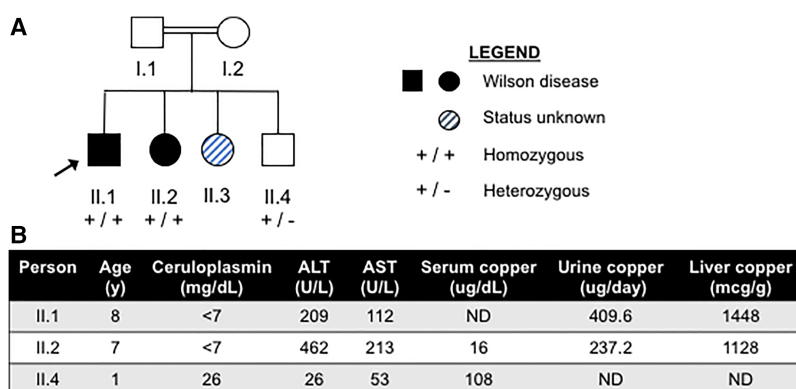 A
I.1 I.2
II.1 II.2 II.3 II.4
+ / + + / + + / -
LEGEND
Wilson disease
Status unknown
+ / + Homozygous
+ / - Heterozygous
B
Person Age (y) Ceruloplasmin (mg/dL) ALT (U/L) AST (U/L) Serum copper (ug/dL) Urine copper (ug/day) Liver copper (mcg/g)
II.1 8 <7 209 112 ND 409.6 1448
II.2 7 <7 462 213 16 237.2 1128
II.4 1 26 26 53 108 ND ND